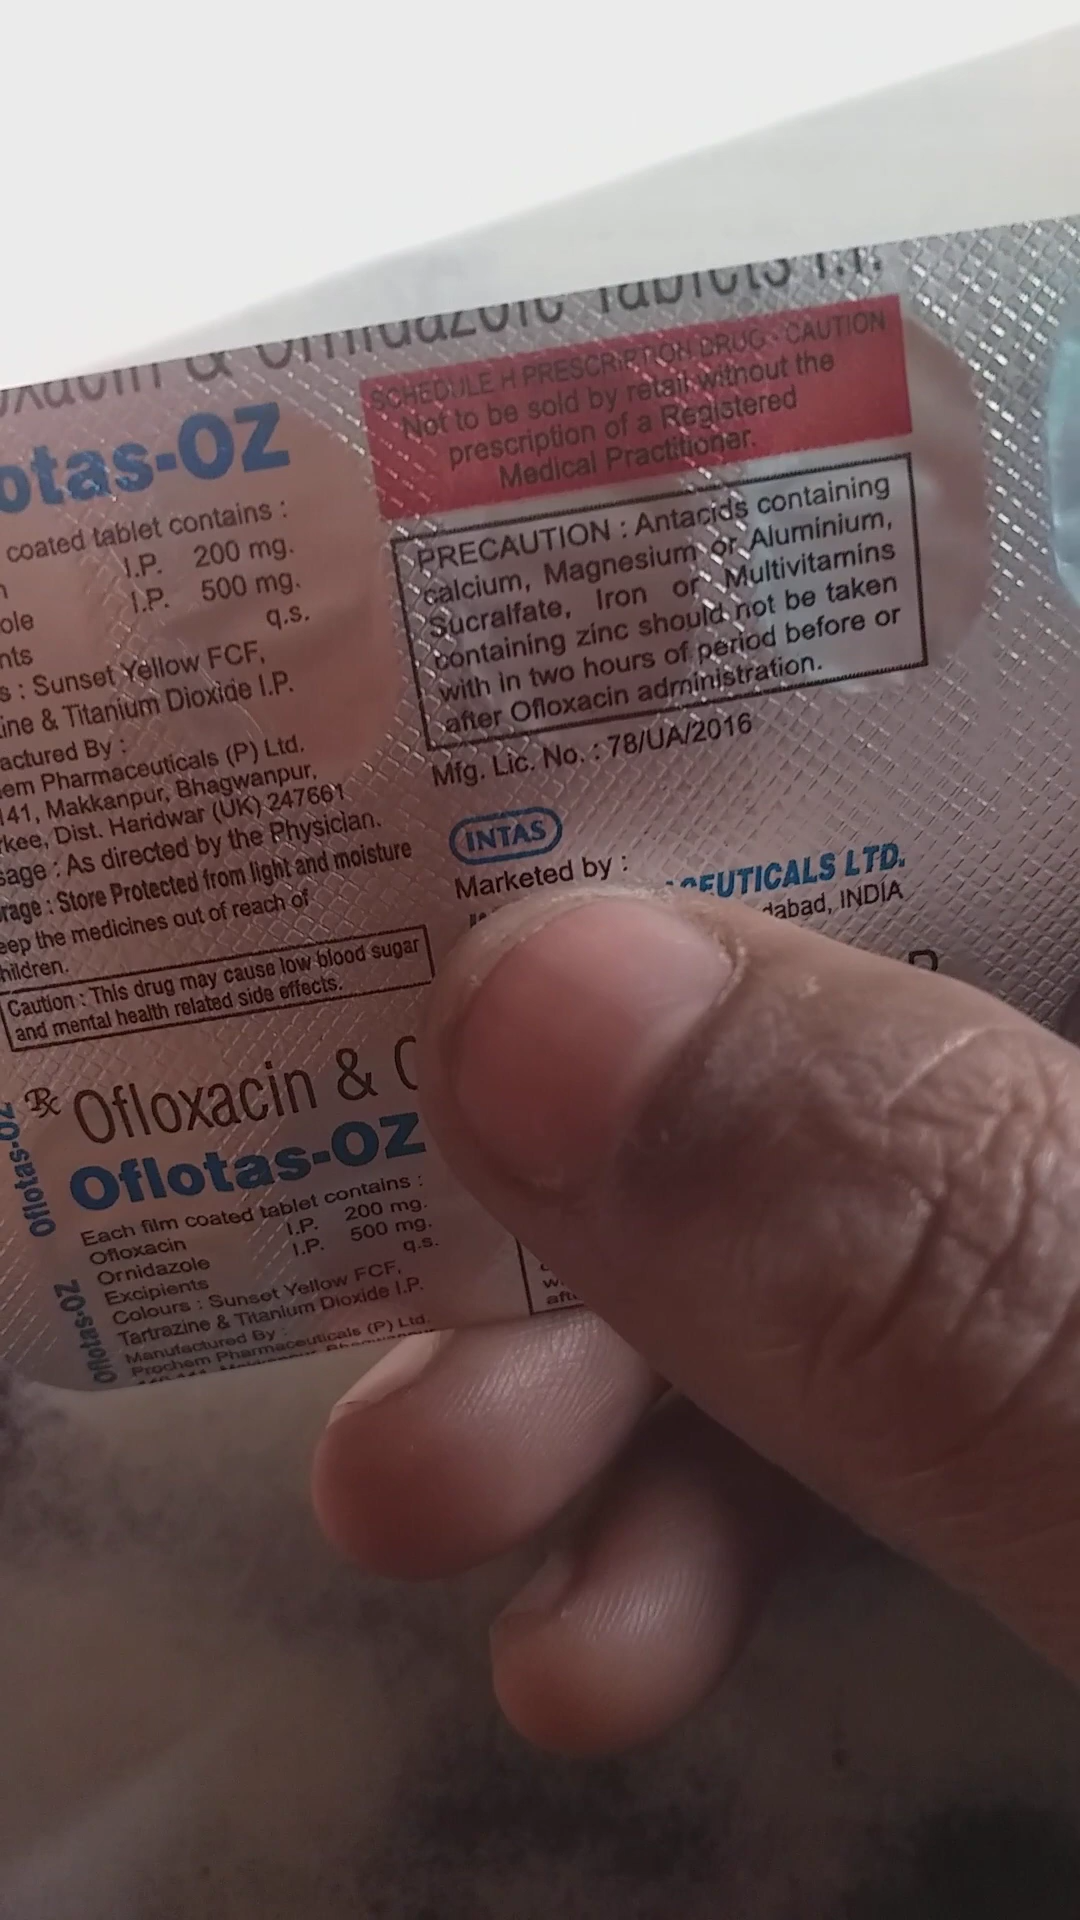 & Ornidazole Tablets I.P.
SCHEDULE H PRESCRIPTION DRUG - CAUTION
Not to be sold by retail without the
prescription of a Registered
Medical Practitioner.
otas-OZ
coated tablet contains :
I.P. 200 mg.
ole I.P. 500 mg.
nts q.s.
s : Sunset Yellow FCF,
ine & Titanium Dioxide I.P.
actured By :
em Pharmaceuticals (P) Ltd.
141, Makkanpur, Bhagwanpur,
rkee, Dist. Haridwar (UK) 247661
sage : As directed by the Physician.
rage : Store Protected from light and moisture
eep the medicines out of reach of
hildren.
Caution : This drug may cause low blood sugar
and mental health related side effects.
PRECAUTION : Antacids containing
calcium, Magnesium or Aluminium,
Sucralfate, Iron or Multivitamins
containing zinc should not be taken
with in two hours of period before or
after Ofloxacin administration.
Mfg. Lic. No. : 78/UA/2016
INTAS
Marketed by :
CEUTICALS LTD.
dabad, INDIA
Rx Ofloxacin &
Oflotas-OZ
Each film coated tablet contains :
Ofloxacin I.P. 200 mg.
Ornidazole I.P. 500 mg.
Excipients q.s.
Colours : Sunset Yellow FCF,
Tartrazine & Titanium Dioxide I.P.
Manufactured By :
Prochem Pharmaceuticals (P) Ltd.
Oflotas-OZ
Oflotas-OZ